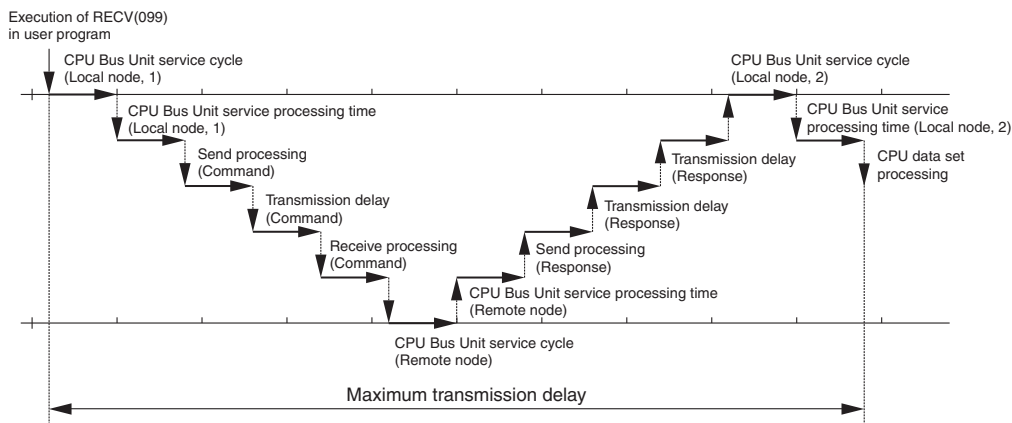 Execution of RECV(099)
in user program
CPU Bus Unit service cycle
(Local node, 1)
CPU Bus Unit service processing time
(Local node, 1)
Send processing
(Command)
Transmission delay
(Command)
Receive processing
(Command)
CPU Bus Unit service cycle
(Remote node)
CPU Bus Unit service processing time
(Remote node)
Send processing
(Response)
Transmission delay
(Response)
Transmission delay
(Response)
CPU Bus Unit service cycle
(Local node, 2)
CPU Bus Unit service
processing time (Local node, 2)
CPU data set
processing
Maximum transmission delay